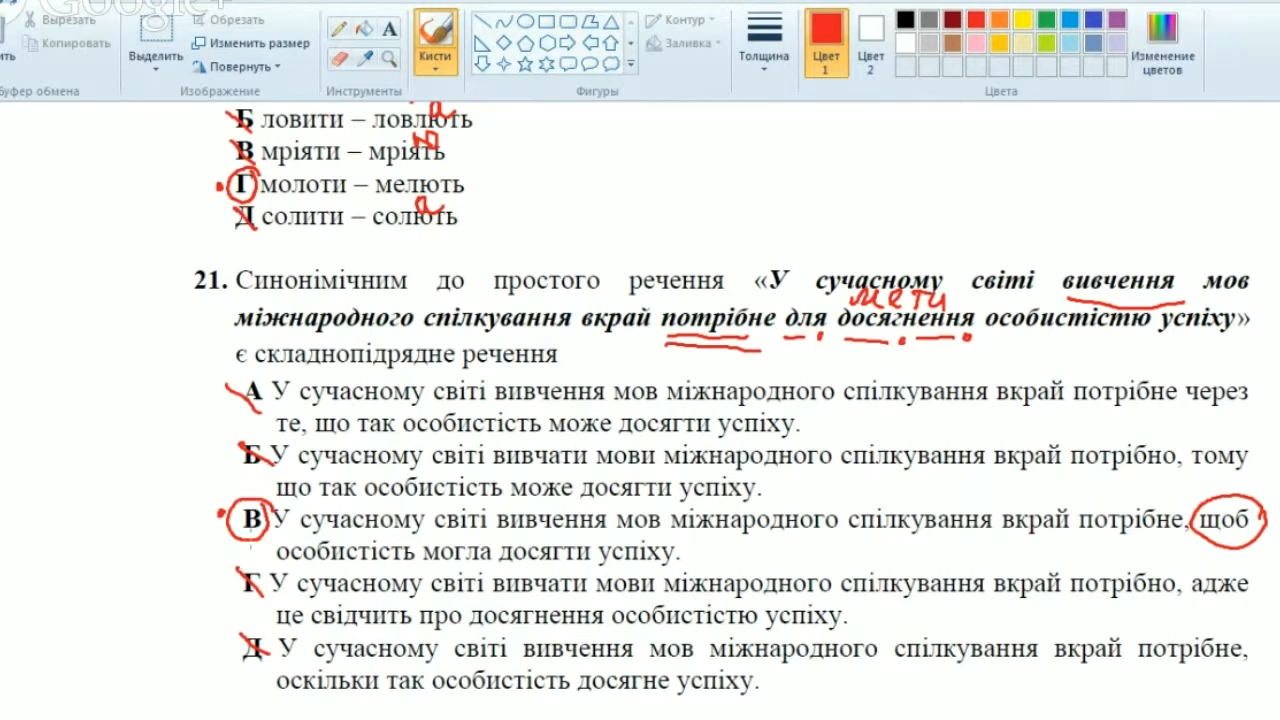 Google+
Вырезать
Копировать
Буфер обмена
Выделить
Обрезать
Изменить размер
Повернуть
Изображение
A
Инструменты
Кисти
Фигуры
Контур
Заливка
Толщина
Цвет 1
Цвет 2
Изменение цветов
Цвета
а
Б ловити – ловлють
ю
В мріяти – мріять
Г молоти – мелють
а
Д солити – солють
21. Синонімічним до простого речення «У сучасному світі вивчення мов
мети
міжнародного спілкування вкрай потрібне для досягнення особистістю успіху»
є складнопідрядне речення
А У сучасному світі вивчення мов міжнародного спілкування вкрай потрібне через
те, що так особистість може досягти успіху.
Б У сучасному світі вивчати мови міжнародного спілкування вкрай потрібно, тому
що так особистість може досягти успіху.
В У сучасному світі вивчення мов міжнародного спілкування вкрай потрібне, щоб
особистість могла досягти успіху.
Г У сучасному світі вивчати мови міжнародного спілкування вкрай потрібно, адже
це свідчить про досягнення особистістю успіху.
Д У сучасному світі вивчення мов міжнародного спілкування вкрай потрібне,
оскільки так особистість досягне успіху.